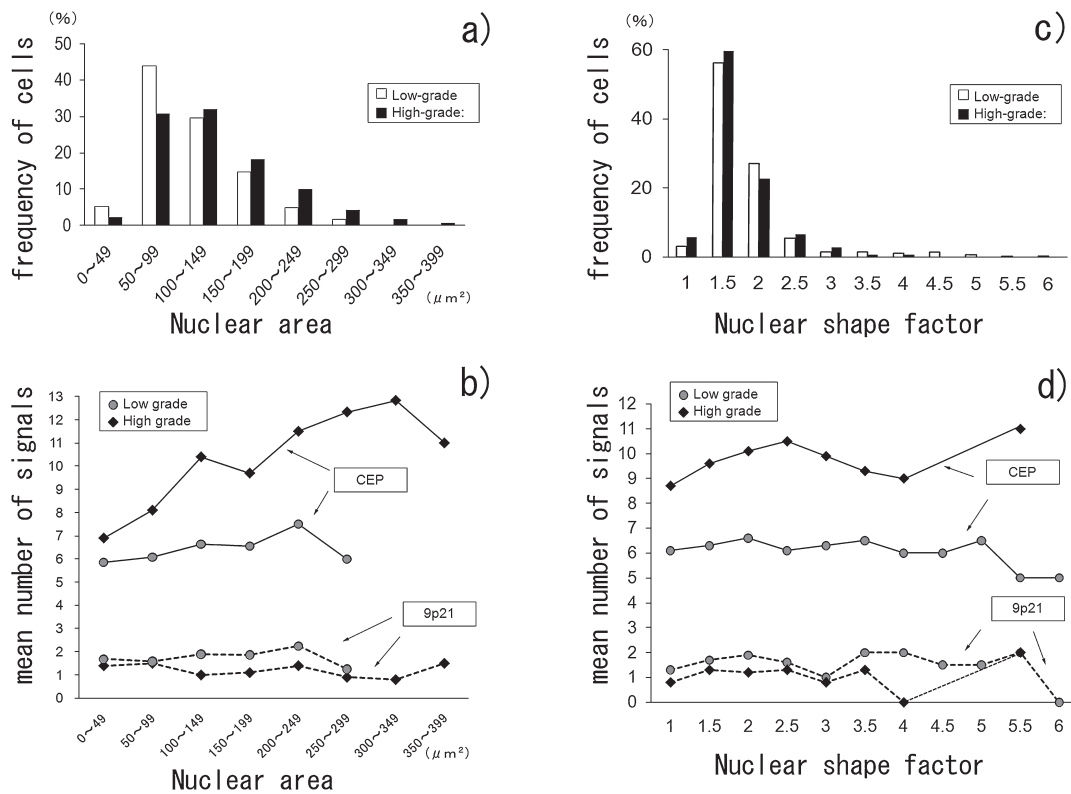 (%)
a)
frequency of cells
50
40
30
20
10
0
Low-grade
High-grade:
0～49
50～99
100～149
150～199
200～249
250～299
300～349
350～399
(μm²)
Nuclear area
(%)
c)
frequency of cells
60
40
20
0
Low-grade
High-grade:
1 1.5 2 2.5 3 3.5 4 4.5 5 5.5 6
Nuclear shape factor
b)
mean number of signals
13
12
11
10
9
8
7
6
5
4
3
2
1
0
Low grade
High grade
CEP
9p21
0～49
50～99
100～149
150～199
200～249
250～299
300～349
350～399
(μm²)
Nuclear area
d)
mean number of signals
12
11
10
9
8
7
6
5
4
3
2
1
0
Low grade
High grade
CEP
9p21
1 1.5 2 2.5 3 3.5 4 4.5 5 5.5 6
Nuclear shape factor